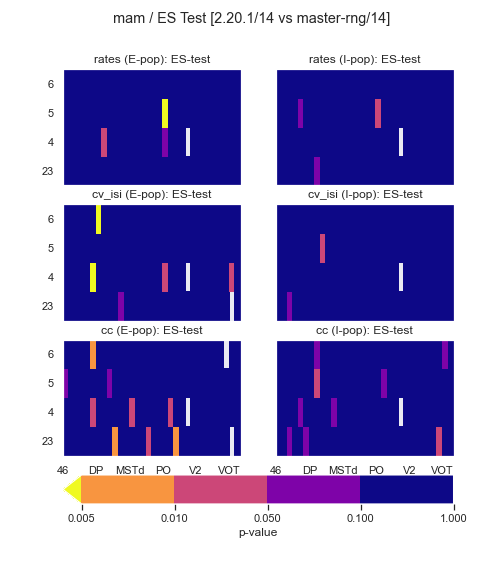 mam / ES Test [2.20.1/14 vs master-rng/14]
rates (E-pop): ES-test
rates (I-pop): ES-test
6
5
4
23
cv_isi (E-pop): ES-test
cv_isi (I-pop): ES-test
6
5
4
23
cc (E-pop): ES-test
cc (I-pop): ES-test
6
5
4
23
46 DP MSTd PO V2 VOT
46 DP MSTd PO V2 VOT
0.005 0.010 0.050 0.100 1.000
p-value